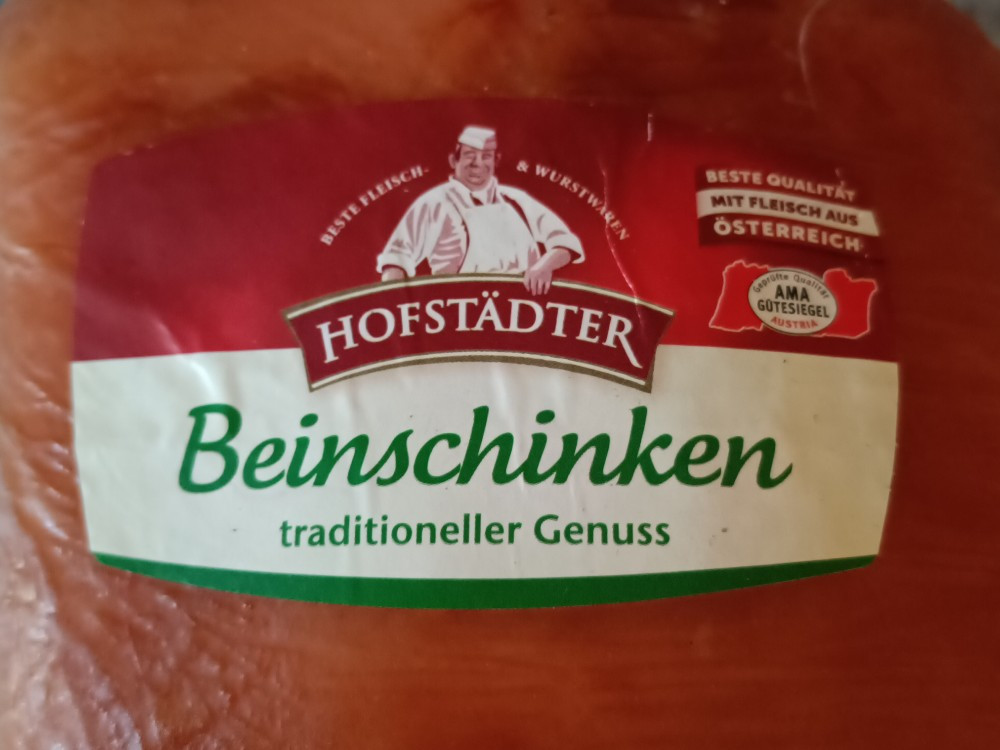 BESTE FLEISCH- & WURSTWAREN
HOFSTÄDTER
BESTE QUALITÄT
MIT FLEISCH AUS
ÖSTERREICH
Geprüfte Qualität
AMA
GÜTESIEGEL
AUSTRIA
Beinschinken
traditioneller Genuss